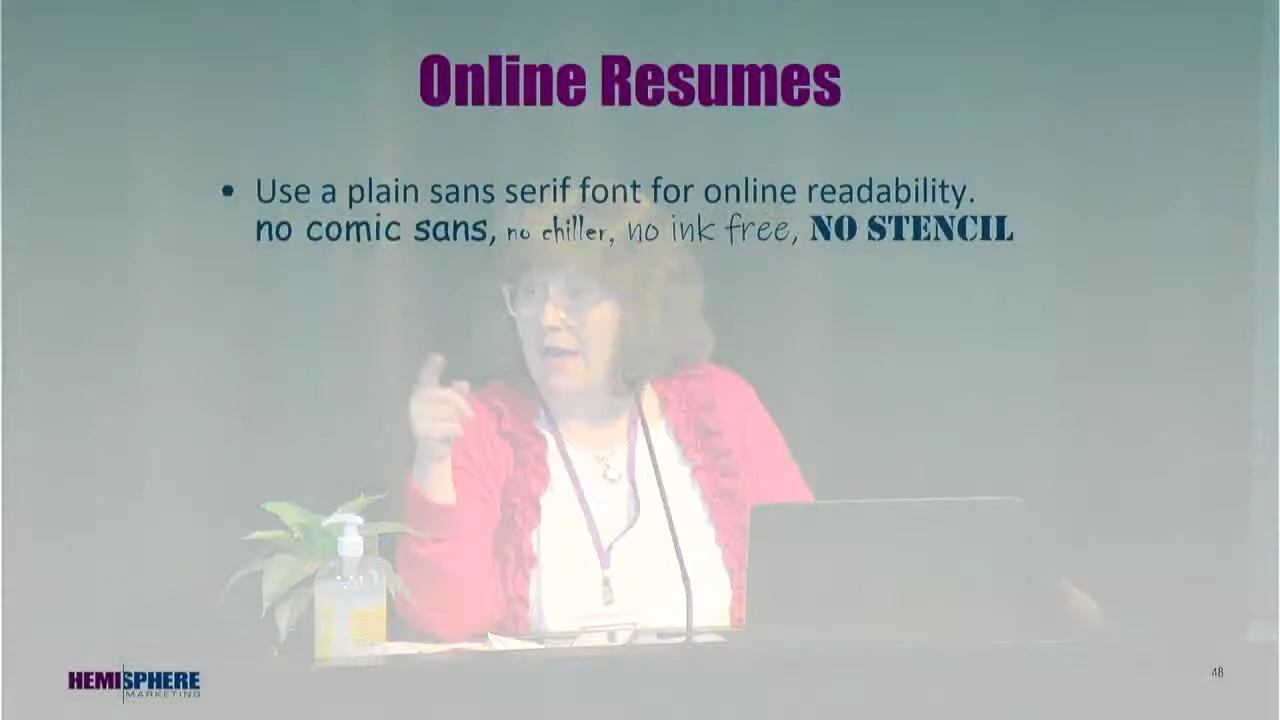 Online Resumes
• Use a plain sans serif font for online readability.
no comic sans, no chiller, no ink free, NO STENCIL
HEMISPHERE
MARKETING
48